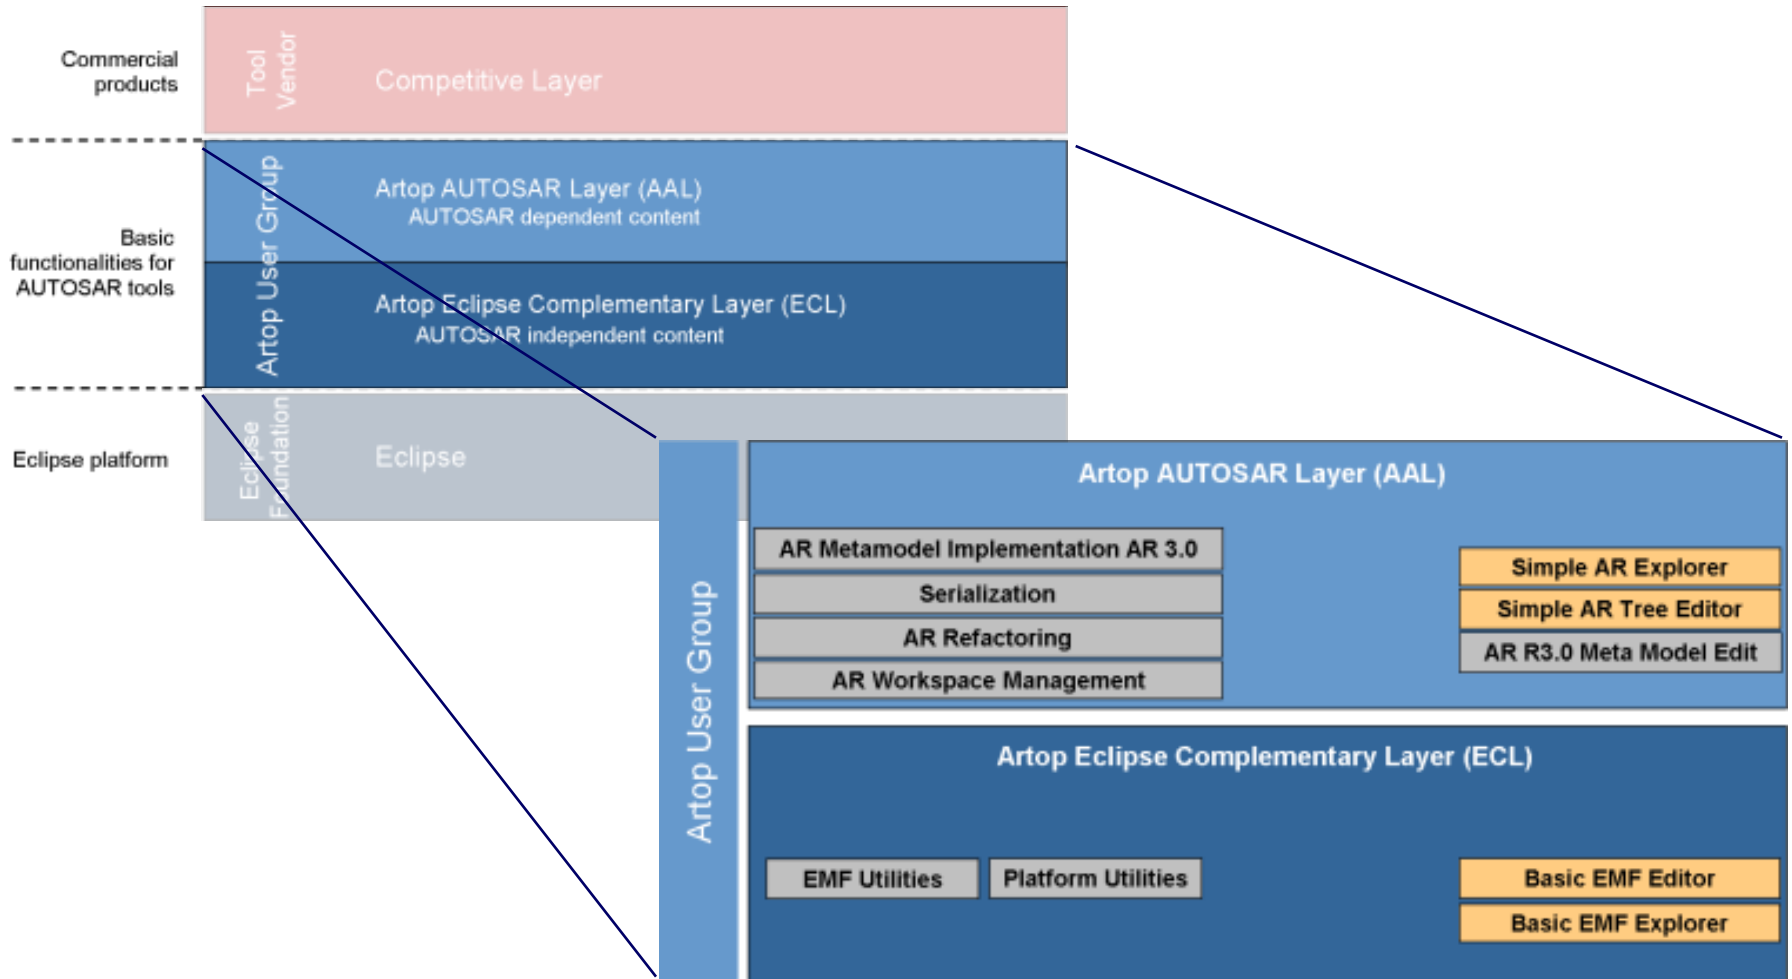 Commercial
products
Tool
Vendor
Competitive Layer
Basic
functionalities for
AUTOSAR tools
Artop User Group
Artop AUTOSAR Layer (AAL)
AUTOSAR dependent content
Artop Eclipse Complementary Layer (ECL)
AUTOSAR independent content
Eclipse platform
Eclipse
Foundation
Eclipse
Artop User Group
Artop AUTOSAR Layer (AAL)
AR Metamodel Implementation AR 3.0
Serialization
AR Refactoring
AR Workspace Management
Simple AR Explorer
Simple AR Tree Editor
AR R3.0 Meta Model Edit
Artop Eclipse Complementary Layer (ECL)
EMF Utilities
Platform Utilities
Basic EMF Editor
Basic EMF Explorer